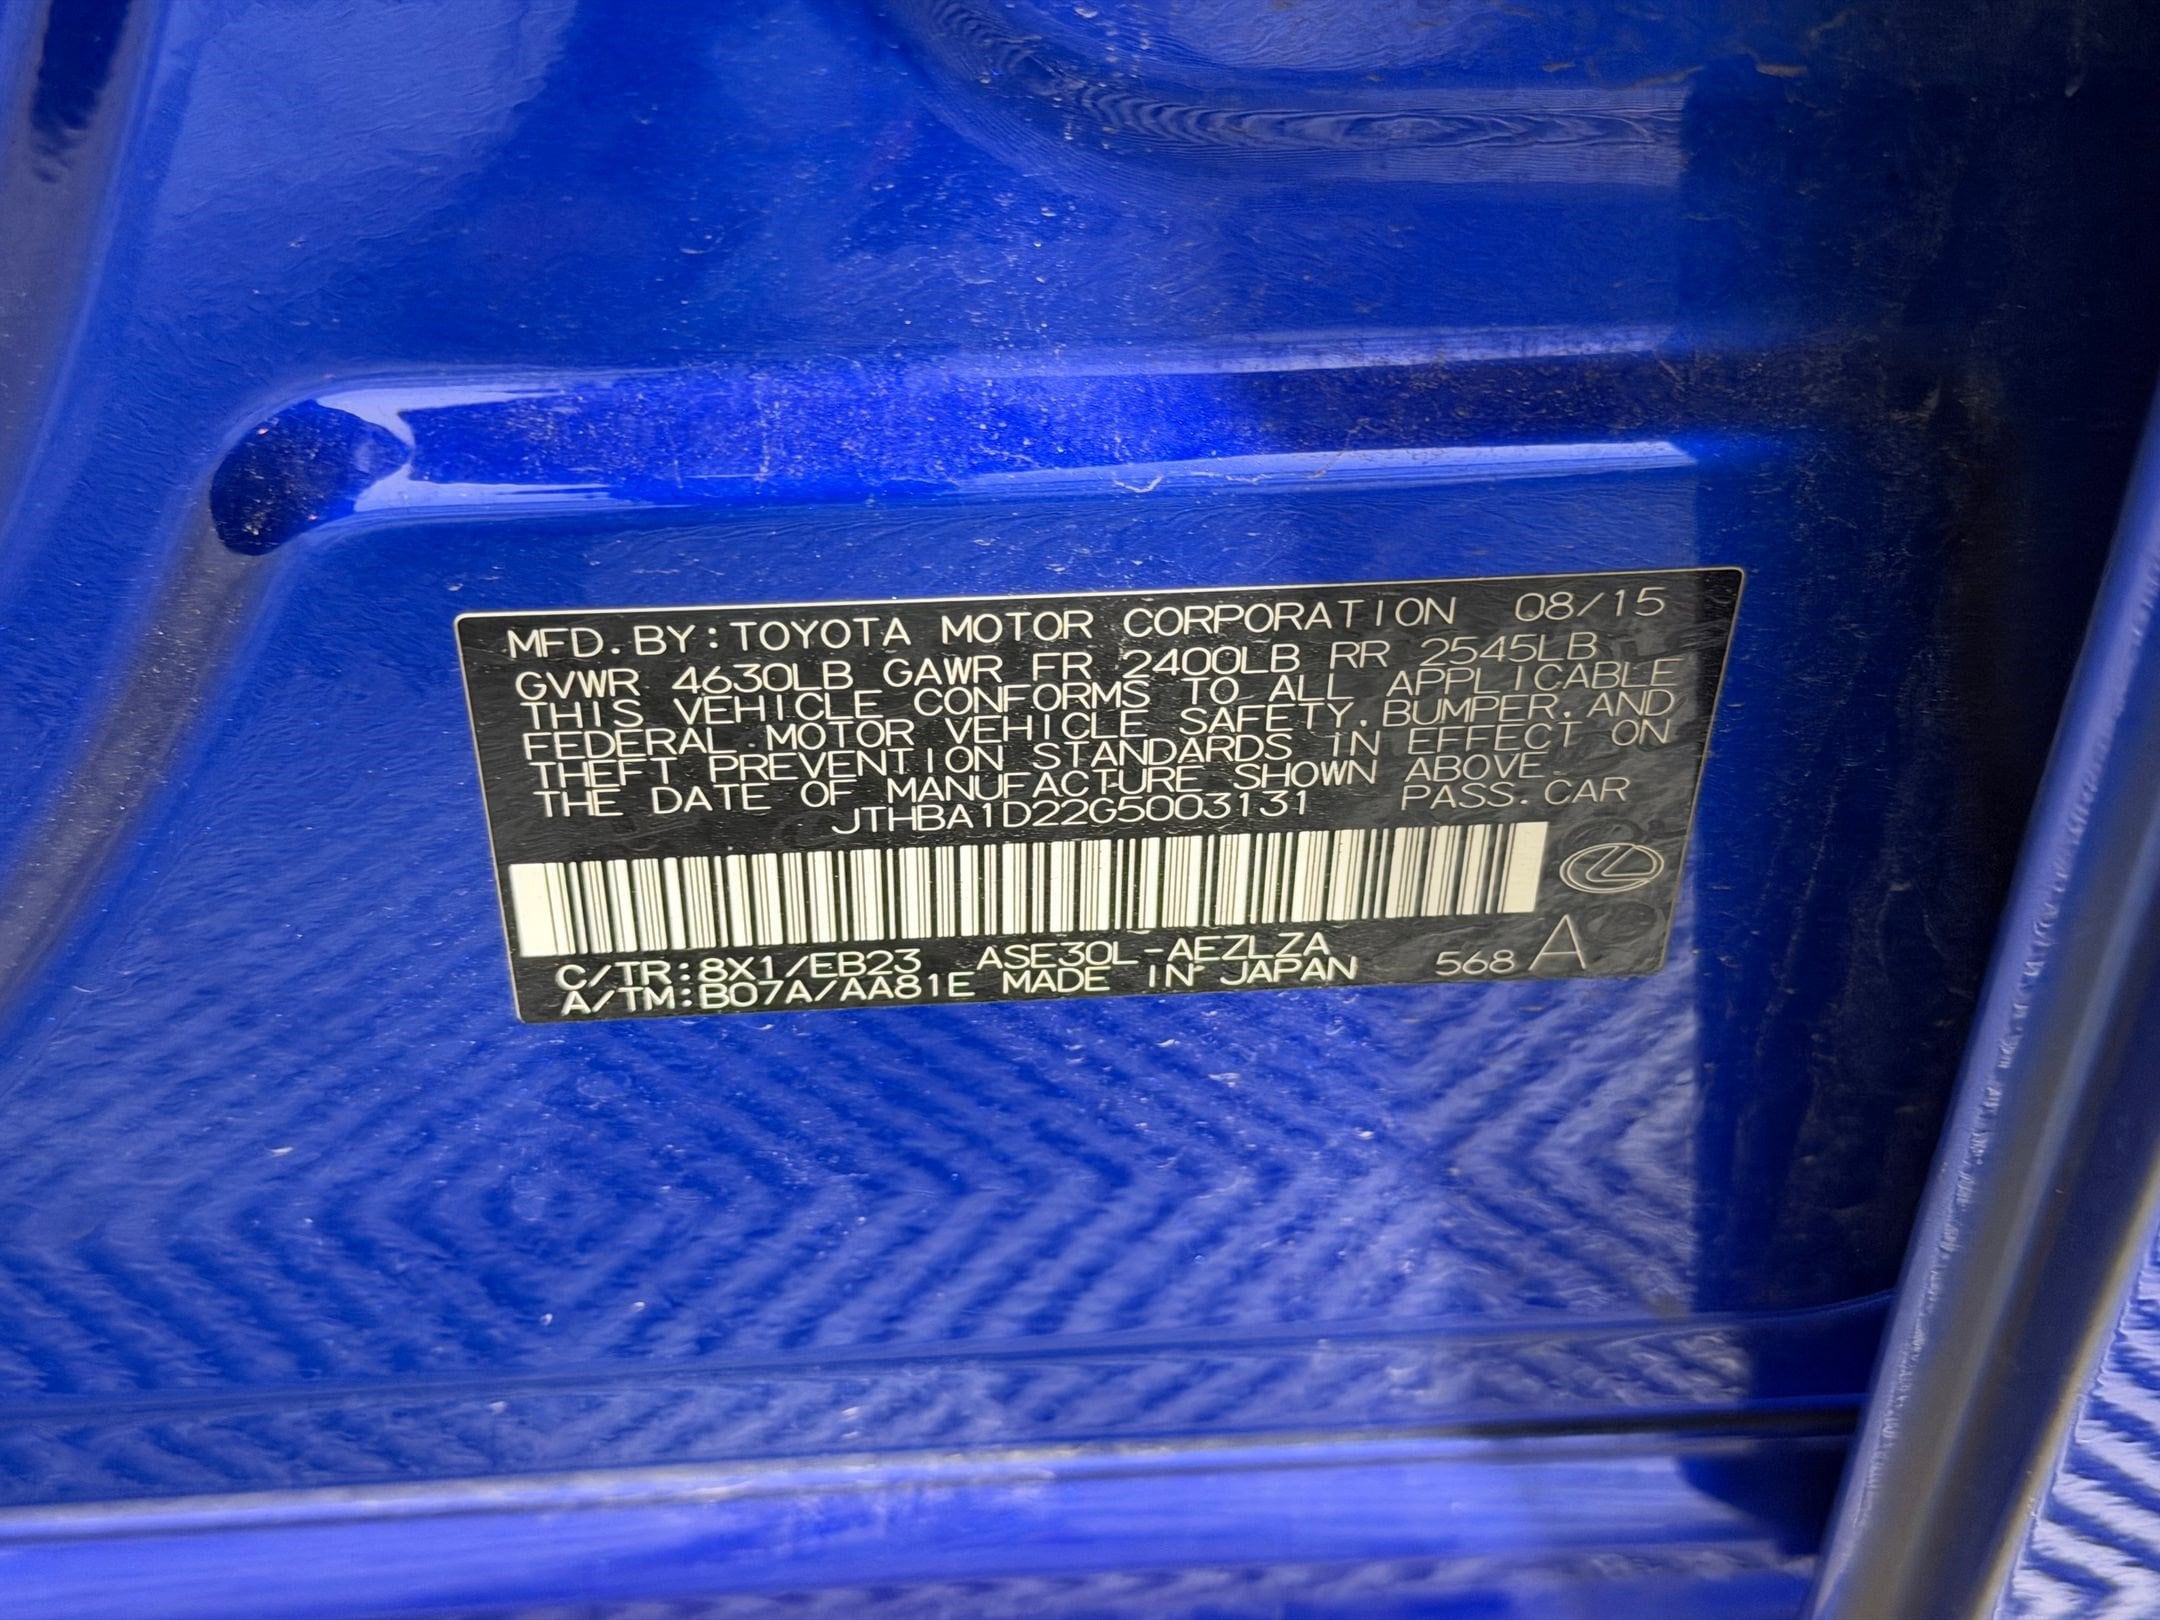 MFD. BY: TOYOTA MOTOR CORPORATION 08/15
GVWR 4630LB GAWR FR 2400LB RR 2545LB
THIS VEHICLE CONFORMS TO ALL APPLICABLE
FEDERAL MOTOR VEHICLE SAFETY, BUMPER, AND
THEFT PREVENTION STANDARDS IN EFFECT ON
THE DATE OF MANUFACTURE SHOWN ABOVE.
JTHBA1D22G5003131 PASS. CAR
C/TR:8X1/EB23 ASE30L-AEZLZA
A/TM:B07A/AA81E MADE IN JAPAN 568 A